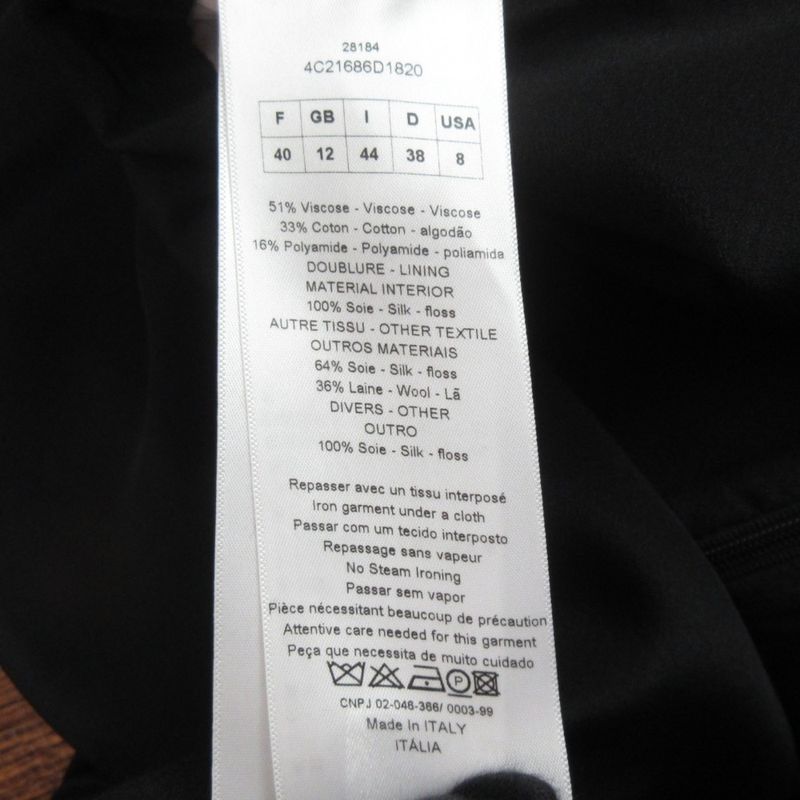 28184
4C21686D1820
F GB I D USA
40 12 44 38 8
51% Viscose - Viscose - Viscose
33% Coton - Cotton - algodão
16% Polyamide - Polyamide - poliamida
DOUBLURE - LINING
MATERIAL INTERIOR
100% Soie - Silk - floss
AUTRE TISSU - OTHER TEXTILE
OUTROS MATERIAIS
64% Soie - Silk - floss
36% Laine - Wool - Lã
DIVERS - OTHER
OUTRO
100% Soie - Silk - floss
Repasser avec un tissu interposé
Iron garment under a cloth
Passar com um tecido interposto
Repassage sans vapeur
No Steam Ironing
Passar sem vapor
Pièce nécessitant beaucoup de précaution
Attentive care needed for this garment
Peça que necessita de muito cuidado
P
CNPJ 02-046-366/ 0003-99
Made In ITALY
ITÁLIA